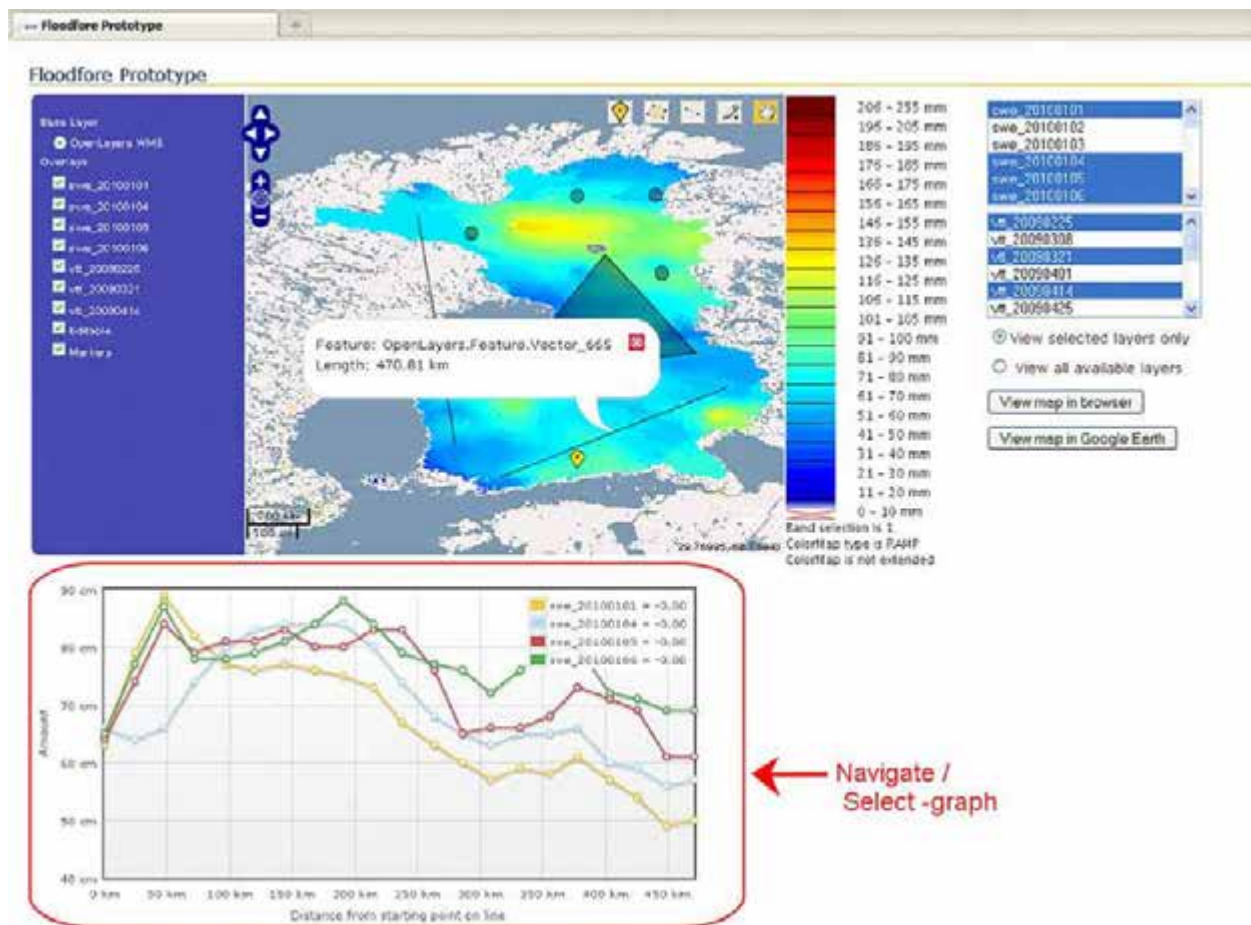 Floodfore Prototype
Floodfore Prototype
Base Layer
OpenLayers WMS
Overlays
swe_20100101
swe_20100104
swe_20100105
swe_20100106
vtt_20090225
vtt_20090321
vtt_20090414
Editable
Markers
Feature: OpenLayers.Feature.Vector_665
Length: 470.81 km
206 - 255 mm
196 - 205 mm
186 - 195 mm
176 - 185 mm
166 - 175 mm
156 - 165 mm
146 - 155 mm
136 - 145 mm
126 - 135 mm
116 - 125 mm
106 - 115 mm
101 - 105 mm
91 - 100 mm
81 - 90 mm
71 - 80 mm
61 - 70 mm
51 - 60 mm
41 - 50 mm
31 - 40 mm
21 - 30 mm
11 - 20 mm
0 - 10 mm
Band selection is 1
ColorMap type is RAMP
ColorMap is not extended
swe_20100101
swe_20100102
swe_20100103
swe_20100104
swe_20100105
swe_20100106
vtt_20090225
vtt_20090308
vtt_20090321
vtt_20090401
vtt_20090414
vtt_20090425
View selected layers only
View all available layers
View map in browser
View map in Google Earth
90 cm
80 cm
70 cm
60 cm
50 cm
40 cm
Amount
swe_20100101 = -0.00
swe_20100104 = -0.00
swe_20100105 = -0.00
swe_20100106 = -0.00
0 km 50 km 100 km 150 km 200 km 250 km 300 km 350 km 400 km 450 km
Distance from starting point on line
Navigate /
Select -graph